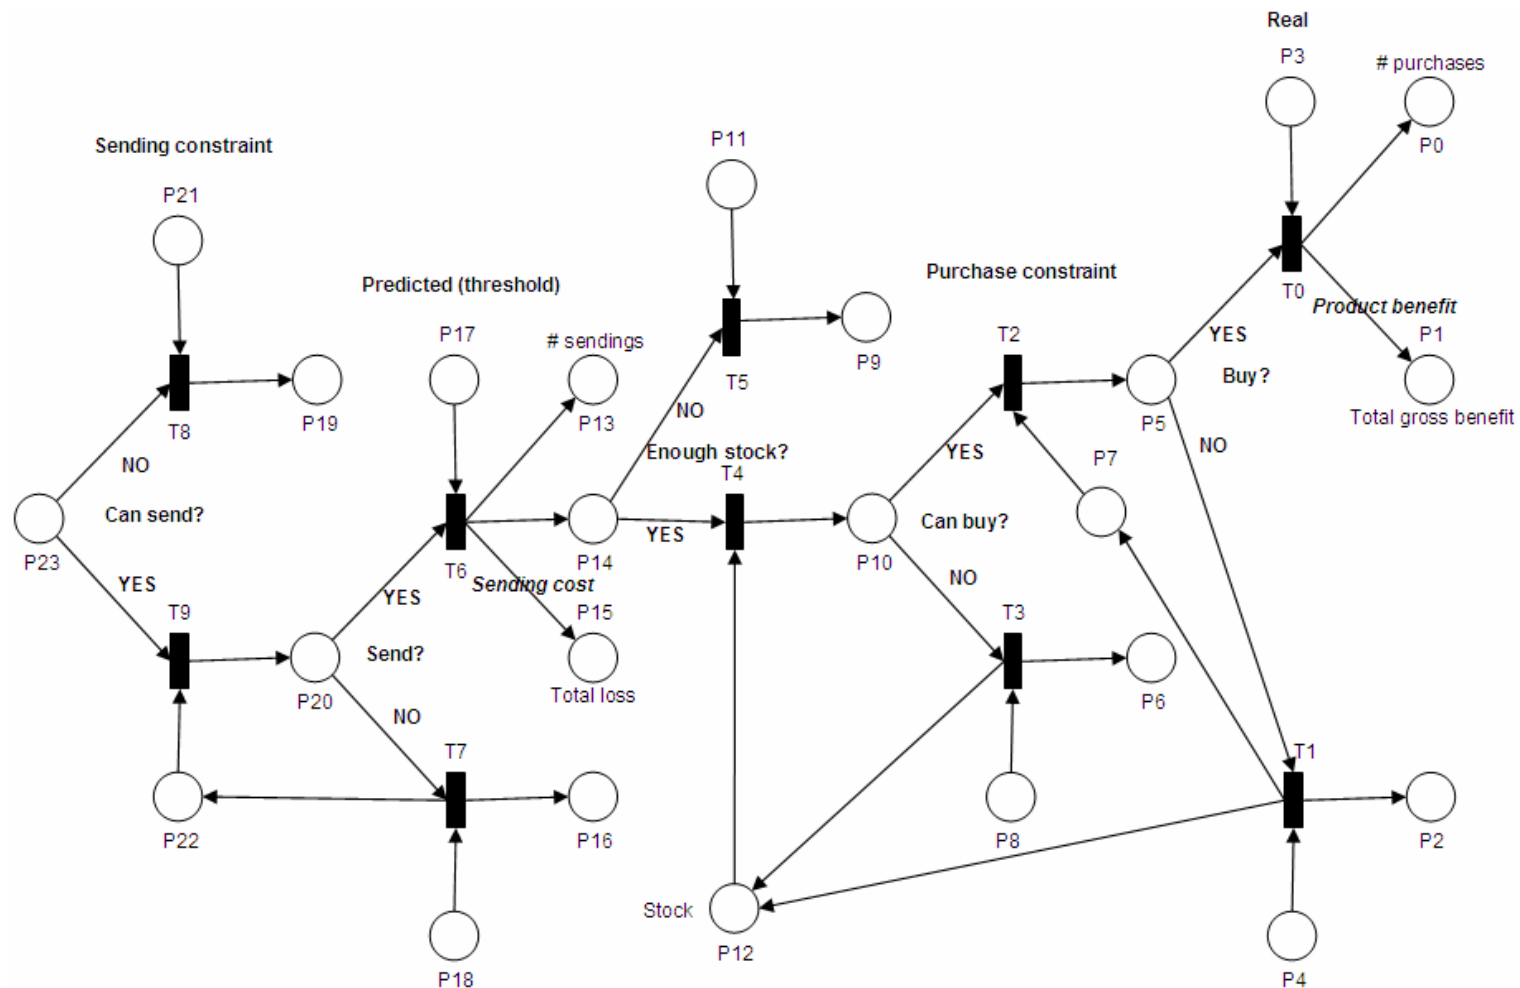 Real
P3
# purchases
P0
Sending constraint
P11
P21
Purchase constraint
Predicted (threshold)
T0
Product benefit
P17
# sendings
T2
YES
P1
P9
T5
Buy?
NO
P13
P19
T8
P5
Total gross benefit
NO
Enough stock?
YES
NO
P7
T4
Can send?
Can buy?
YES
P23
P14
P10
T6
Sending cost
NO
YES
T9
P15
T3
Send?
Total loss
P20
P6
NO
T7
T1
P22
P16
P8
P2
Stock
P12
P18
P4